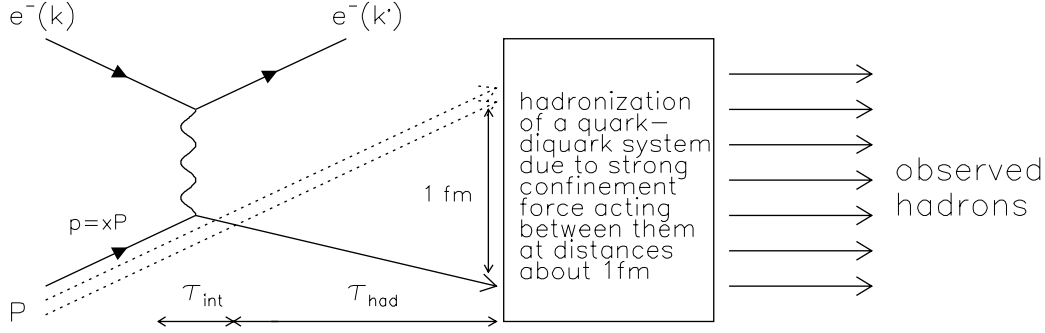 e⁻(k)
e⁻(k')
p=xP
P
τ_int
τ_had
1 fm
hadronization
of a quark–
diquark system
due to strong
confinement
force acting
between them
at distances
about 1fm
observed
hadrons